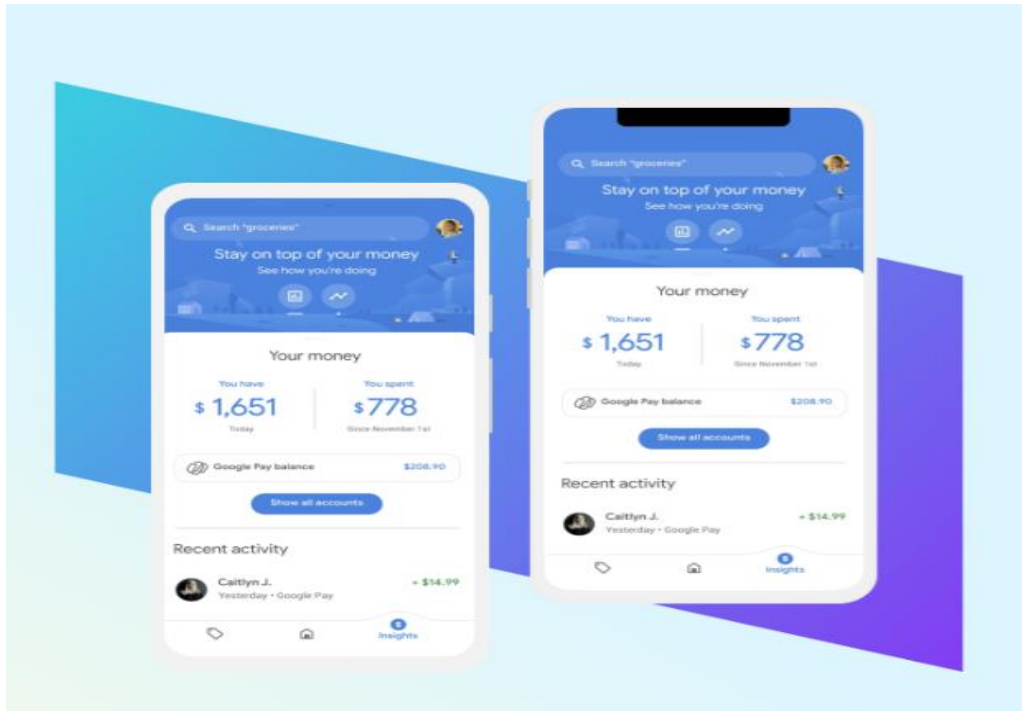 Search "groceries"
Stay on top of your money
See how you're doing
Your money
You have
You spent
$ 1,651
$ 778
Today
Since November 1st
Google Pay balance
$208.90
Show all accounts
Recent activity
Caitlyn J.
+ $14.99
Yesterday • Google Pay
$
Insights
Search "groceries"
Stay on top of your money
See how you're doing
Your money
You have
You spent
$ 1,651
$ 778
Today
Since November 1st
Google Pay balance
$208.90
Show all accounts
Recent activity
Caitlyn J.
+ $14.99
Yesterday • Google Pay
$
Insights